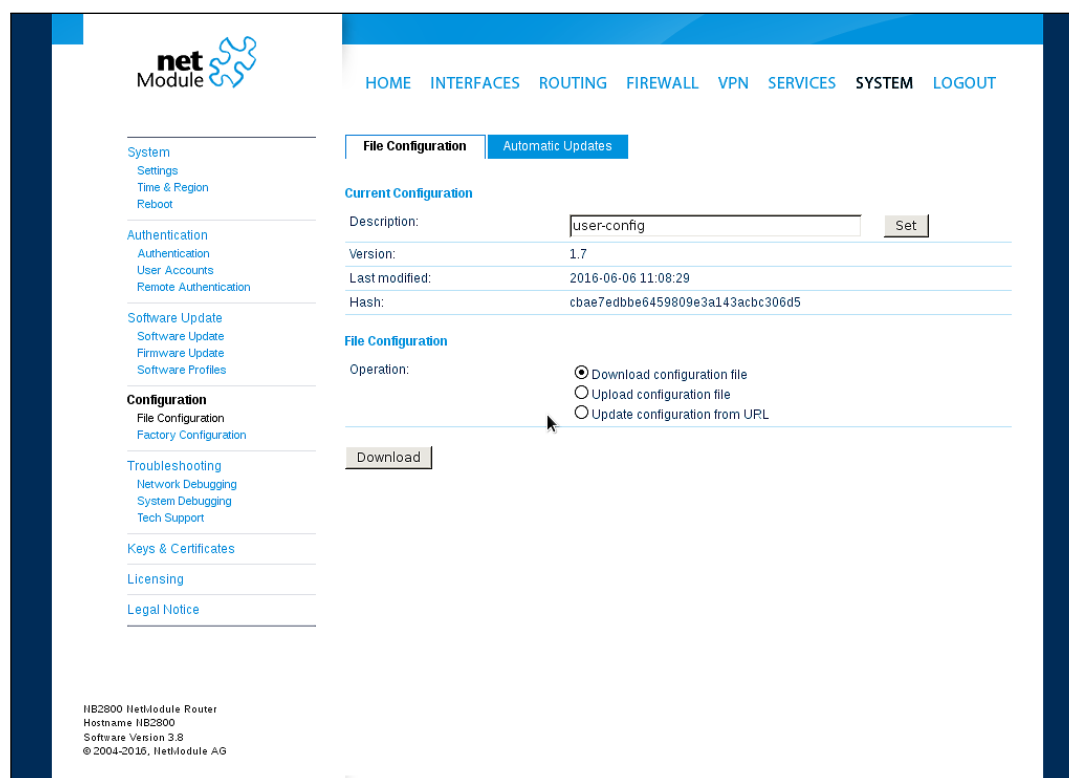 net
Module
HOME INTERFACES ROUTING FIREWALL VPN SERVICES SYSTEM LOGOUT
System
Settings
Time & Region
Reboot
Authentication
Authentication
User Accounts
Remote Authentication
Software Update
Software Update
Firmware Update
Software Profiles
Configuration
File Configuration
Factory Configuration
Troubleshooting
Network Debugging
System Debugging
Tech Support
Keys & Certificates
Licensing
Legal Notice
File Configuration Automatic Updates
Current Configuration
Description: user-config Set
Version: 1.7
Last modified: 2016-06-06 11:08:29
Hash: cbae7edbbe6459809e3a143acbc306d5
File Configuration
Operation: Download configuration file
Upload configuration file
Update configuration from URL
Download
NB2800 NetModule Router
Hostname NB2800
Software Version 3.8
© 2004-2016, NetModule AG